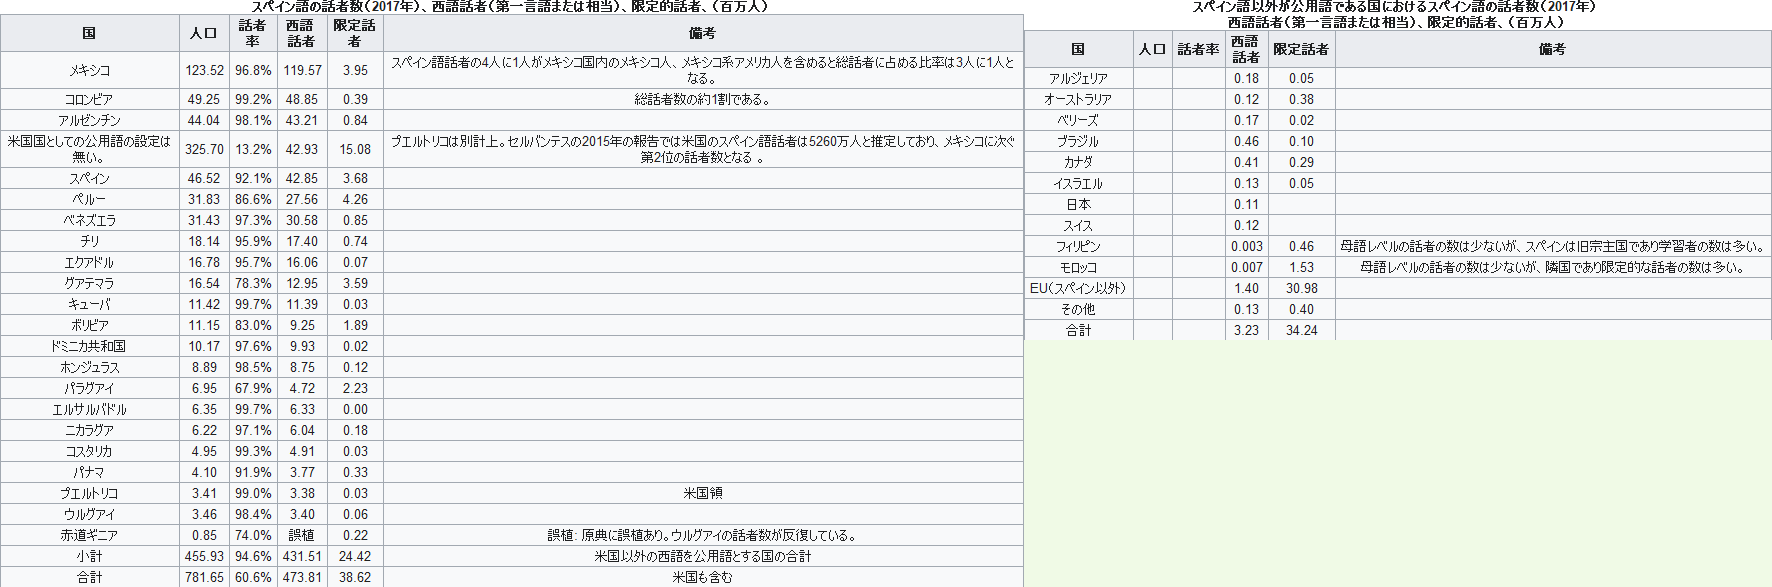 スペイン語の話者数(2017年)、西語話者(第一言語または相当)、限定的話者、(百万人)
国 人口 話者率 西語話者 限定話者 備考
メキシコ 123.52 96.8% 119.57 3.95 スペイン語話者の4人に1人がメキシコ国内のメキシコ人、メキシコ系アメリカ人を含めると総話者に占める比率は3人に1人となる。
コロンビア 49.25 99.2% 48.85 0.39 総話者数の約1割である。
アルゼンチン 44.04 98.1% 43.21 0.84
米国国としての公用語の設定は無い。 325.70 13.2% 42.93 15.08 プエルトリコは別計上。セルバンテスの2015年の報告では米国のスペイン語話者は5260万人と推定しており、メキシコに次ぐ第2位の話者数となる 。
スペイン 46.52 92.1% 42.85 3.68
ペルー 31.83 86.6% 27.56 4.26
ベネズエラ 31.43 97.3% 30.58 0.85
チリ 18.14 95.9% 17.40 0.74
エクアドル 16.78 95.7% 16.06 0.07
グアテマラ 16.54 78.3% 12.95 3.59
キューバ 11.42 99.7% 11.39 0.03
ボリビア 11.15 83.0% 9.25 1.89
ドミニカ共和国 10.17 97.6% 9.93 0.02
ホンジュラス 8.89 98.5% 8.75 0.12
パラグアイ 6.95 67.9% 4.72 2.23
エルサルバドル 6.35 99.7% 6.33 0.00
ニカラグア 6.22 97.1% 6.04 0.18
コスタリカ 4.95 99.3% 4.91 0.03
パナマ 4.10 91.9% 3.77 0.33
プエルトリコ 3.41 99.0% 3.38 0.03 米国領
ウルグアイ 3.46 98.4% 3.40 0.06
赤道ギニア 0.85 74.0% 誤植 0.22 誤植: 原典に誤植あり。ウルグアイの話者数が反復している。
小計 455.93 94.6% 431.51 24.42 米国以外の西語を公用語とする国の合計
合計 781.65 60.6% 473.81 38.62 米国も含む
スペイン語以外が公用語である国におけるスペイン語の話者数(2017年)
西語話者(第一言語または相当)、限定的話者、(百万人)
国 人口 話者率 西語話者 限定話者 備考
アルジェリア 0.18 0.05
オーストラリア 0.12 0.38
ベリーズ 0.17 0.02
ブラジル 0.46 0.10
カナダ 0.41 0.29
イスラエル 0.13 0.05
日本 0.11
スイス 0.12
フィリピン 0.003 0.46 母語レベルの話者の数は少ないが、スペインは旧宗主国であり学習者の数は多い。
モロッコ 0.007 1.53 母語レベルの話者の数は少ないが、隣国であり限定的な話者の数は多い。
EU(スペイン以外) 1.40 30.98
その他 0.13 0.40
合計 3.23 34.24